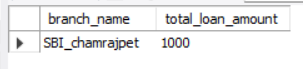 branch_name total_loan_amount
SBI_chamrajpet 1000